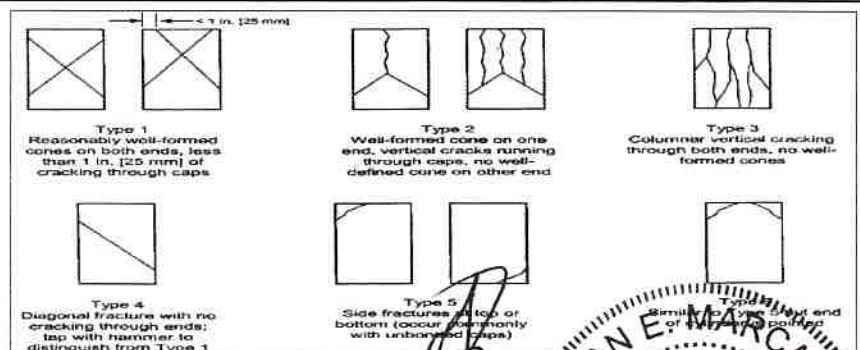 < 1 in. [25 mm]
Type 1
Reasonably well-formed
cones on both ends, less
than 1 in. [25 mm] of
cracking through caps
Type 2
Well-formed cone on one
end, vertical cracks running
through caps, no well-
defined cone on other end
Type 3
Columnar vertical cracking
through both ends, no well-
formed cones
Type 4
Diagonal fracture with no
cracking through ends;
tap with hammer to
distinguish from Type 1
Type 5
Side fractures at top or
bottom (occur commonly
with unbonded caps)
Type
Similar to Type 5 but end
of cylinder is pointed
N E. MARCA